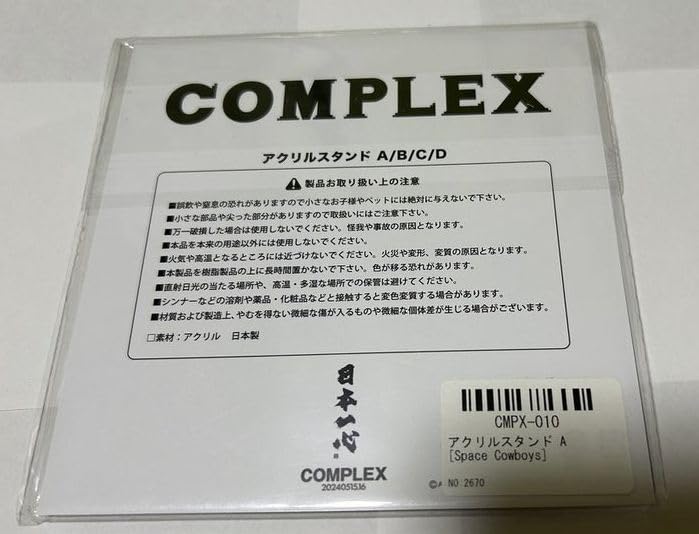 COMPLEX
アクリルスタンド A/B/C/D
製品お取り扱い上の注意
■誤飲や窒息の恐れがありますので小さなお子様やペットには絶対に与えないで下さい。
■小さな部品や尖った部分がありますので取扱いにはご注意下さい。
■万一破損した場合は使用しないでください。怪我や事故の原因となります。
■本品を本来の用途以外には使用しないでください。
■火気や高温となるところには近づけないでください。火災や変形、変質の原因となります。
■本製品を樹脂製品の上に長時間置かないで下さい。色が移る恐れがあります。
■直射日光の当たる場所や、高温・多湿な場所での保管は避けてください。
■シンナーなどの溶剤や薬品・化粧品などと接触すると変色変質する場合があります。
■材質および製造上、やむを得ない微細な傷が入るものや微細な個体差が生じる場合がございます。
□素材：アクリル 日本製
日本一心
COMPLEX
20240515.16
CMPX-010
アクリルスタンド A
[Space Cowboys]
©A NO 2670